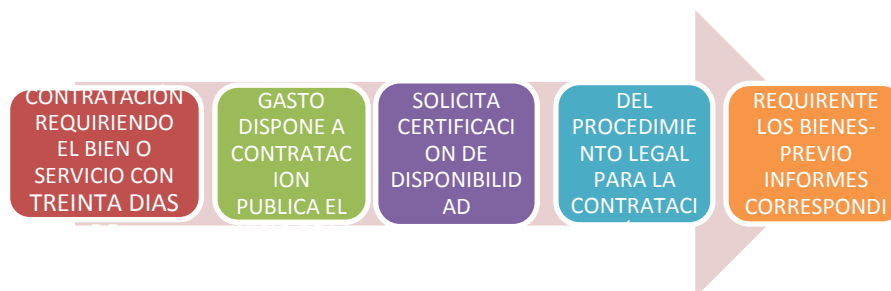 CONTRATACIÓN
REQUIRIENDO
EL BIEN O
SERVICIO CON
TREINTA DIAS
GASTO
DISPONE A
CONTRATAC
ION
PUBLICA EL
SOLICITA
CERTIFICACI
ON DE
DISPONIBILID
AD
DEL
PROCEDIMIE
NTO LEGAL
PARA LA
CONTRATACI
REQUIRENTE
LOS BIENES-
PREVIO
INFORMES
CORRESPONDI